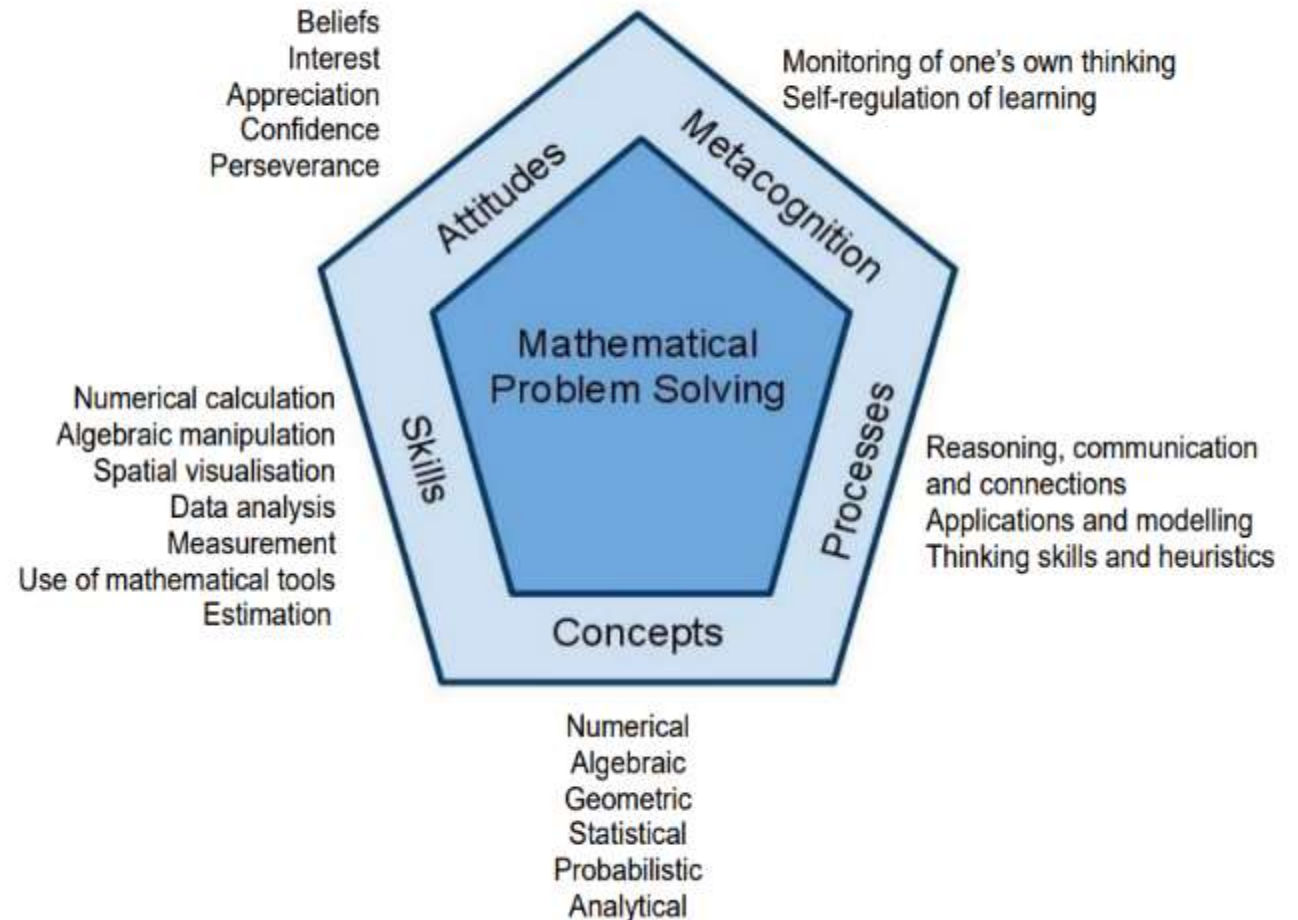 Beliefs
Interest
Appreciation
Confidence
Perseverance
Monitoring of one's own thinking
Self-regulation of learning
Attitudes
Metacognition
Mathematical
Problem Solving
Skills
Processes
Concepts
Numerical calculation
Algebraic manipulation
Spatial visualisation
Data analysis
Measurement
Use of mathematical tools
Estimation
Reasoning, communication
and connections
Applications and modelling
Thinking skills and heuristics
Numerical
Algebraic
Geometric
Statistical
Probabilistic
Analytical